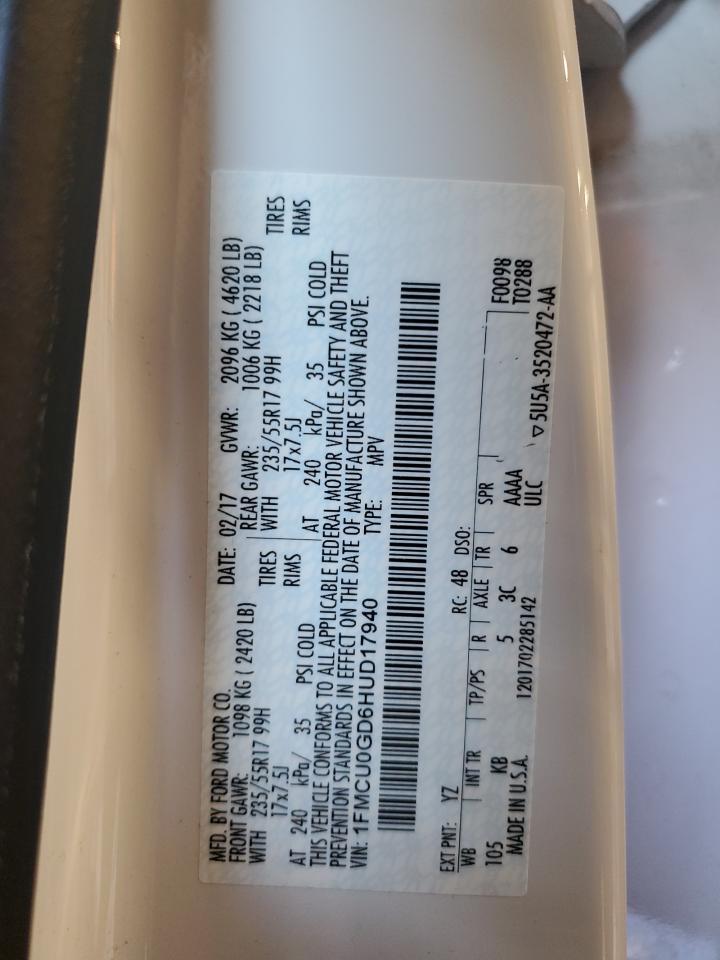 MFD. BY FORD MOTOR CO.
DATE: 02/17 GVWR: 2096 KG ( 4620 LB)
FRONT GAWR: 1098 KG ( 2420 LB) REAR GAWR: 1006 KG ( 2218 LB)
WITH 235/55R17 99H TIRES WITH 235/55R17 99H TIRES
17x7.5J RIMS 17x7.5J RIMS
AT 240 kPa/ 35 PSI COLD AT 240 kPa/ 35 PSI COLD
THIS VEHICLE CONFORMS TO ALL APPLICABLE FEDERAL MOTOR VEHICLE SAFETY AND THEFT
PREVENTION STANDARDS IN EFFECT ON THE DATE OF MANUFACTURE SHOWN ABOVE.
VIN: 1FMCU0GD6HUD17940 TYPE: MPV
EXT PNT: YZ RC: 48 DSO:
WB INT TR TP/PS R AXLE TR SPR
105 KB 5 3C 6 AAAA F0098
MADE IN U.S.A. 1201702285142 ULC T0288
▽ 5U5A-3520472-AA